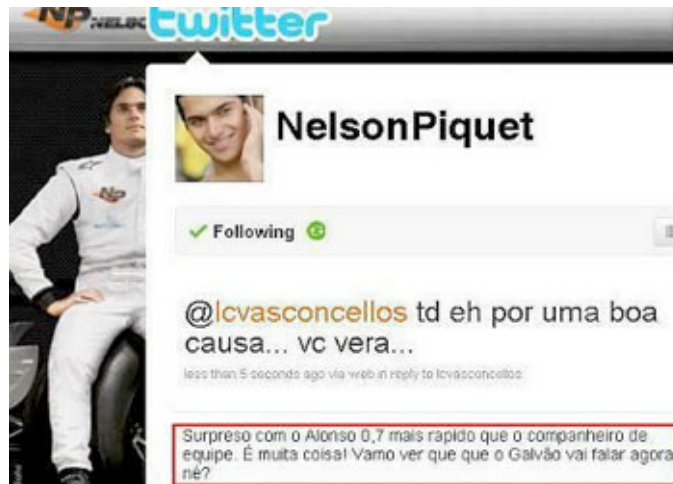 NP NELSO
twitter
NelsonPiquet
Following
@lcvasconcellos td eh por uma boa
causa... vc vera...
less than 5 seconds ago via web in reply to lcvasconcellos
Surpreso com o Alonso 0,7 mais rapido que o companheiro de
equipe. É muita coisa! Vamo ver que que o Galvão vai falar agora
né?